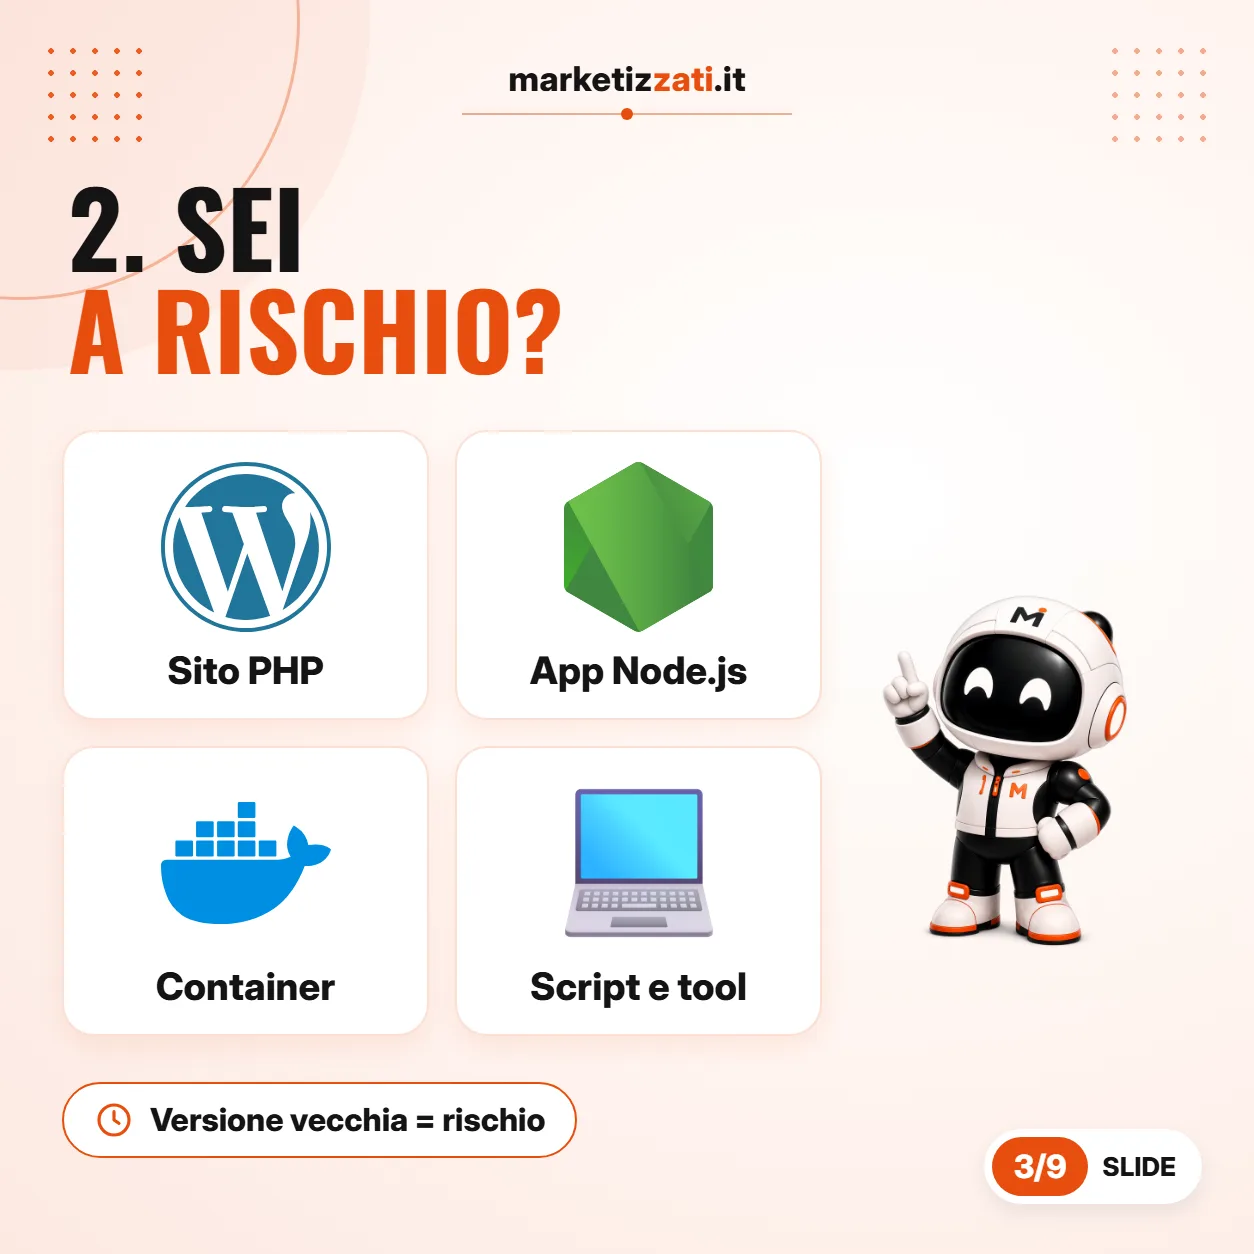 marketizzati.it
2. SEI
A RISCHIO?
Sito PHP
App Node.js
Container
Script e tool
Versione vecchia = rischio
3/9 SLIDE
M
M